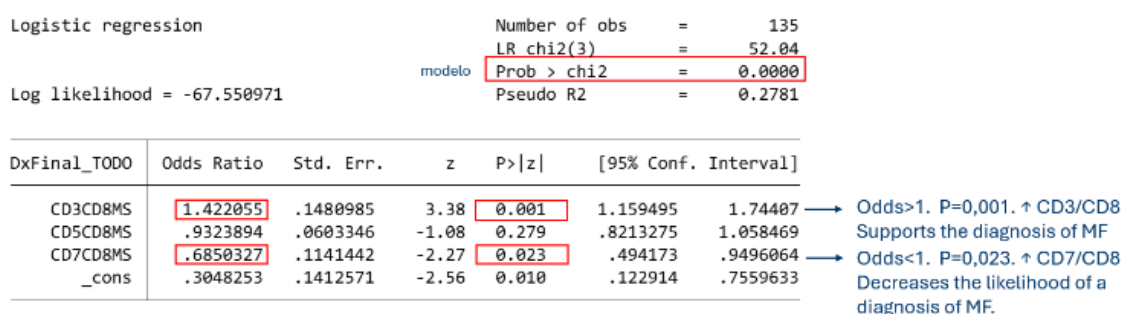 Logistic regression Number of obs = 135
LR chi2(3) = 52.04
modelo Prob > chi2 = 0.0000
Log likelihood = -67.550971 Pseudo R2 = 0.2781
DxFinal_TODO Odds Ratio Std. Err. z P>|z| [95% Conf. Interval]
CD3CD8MS 1.422055 .1480985 3.38 0.001 1.159495 1.74407
CD5CD8MS .9323894 .0603346 -1.08 0.279 .8213275 1.058469
CD7CD8MS .6850327 .1141442 -2.27 0.023 .494173 .9496064
_cons .3048253 .1412571 -2.56 0.010 .122914 .7559633
Odds>1. P=0,001. ↑ CD3/CD8
Supports the diagnosis of MF
Odds<1. P=0,023. ↑ CD7/CD8
Decreases the likelihood of a
diagnosis of MF.